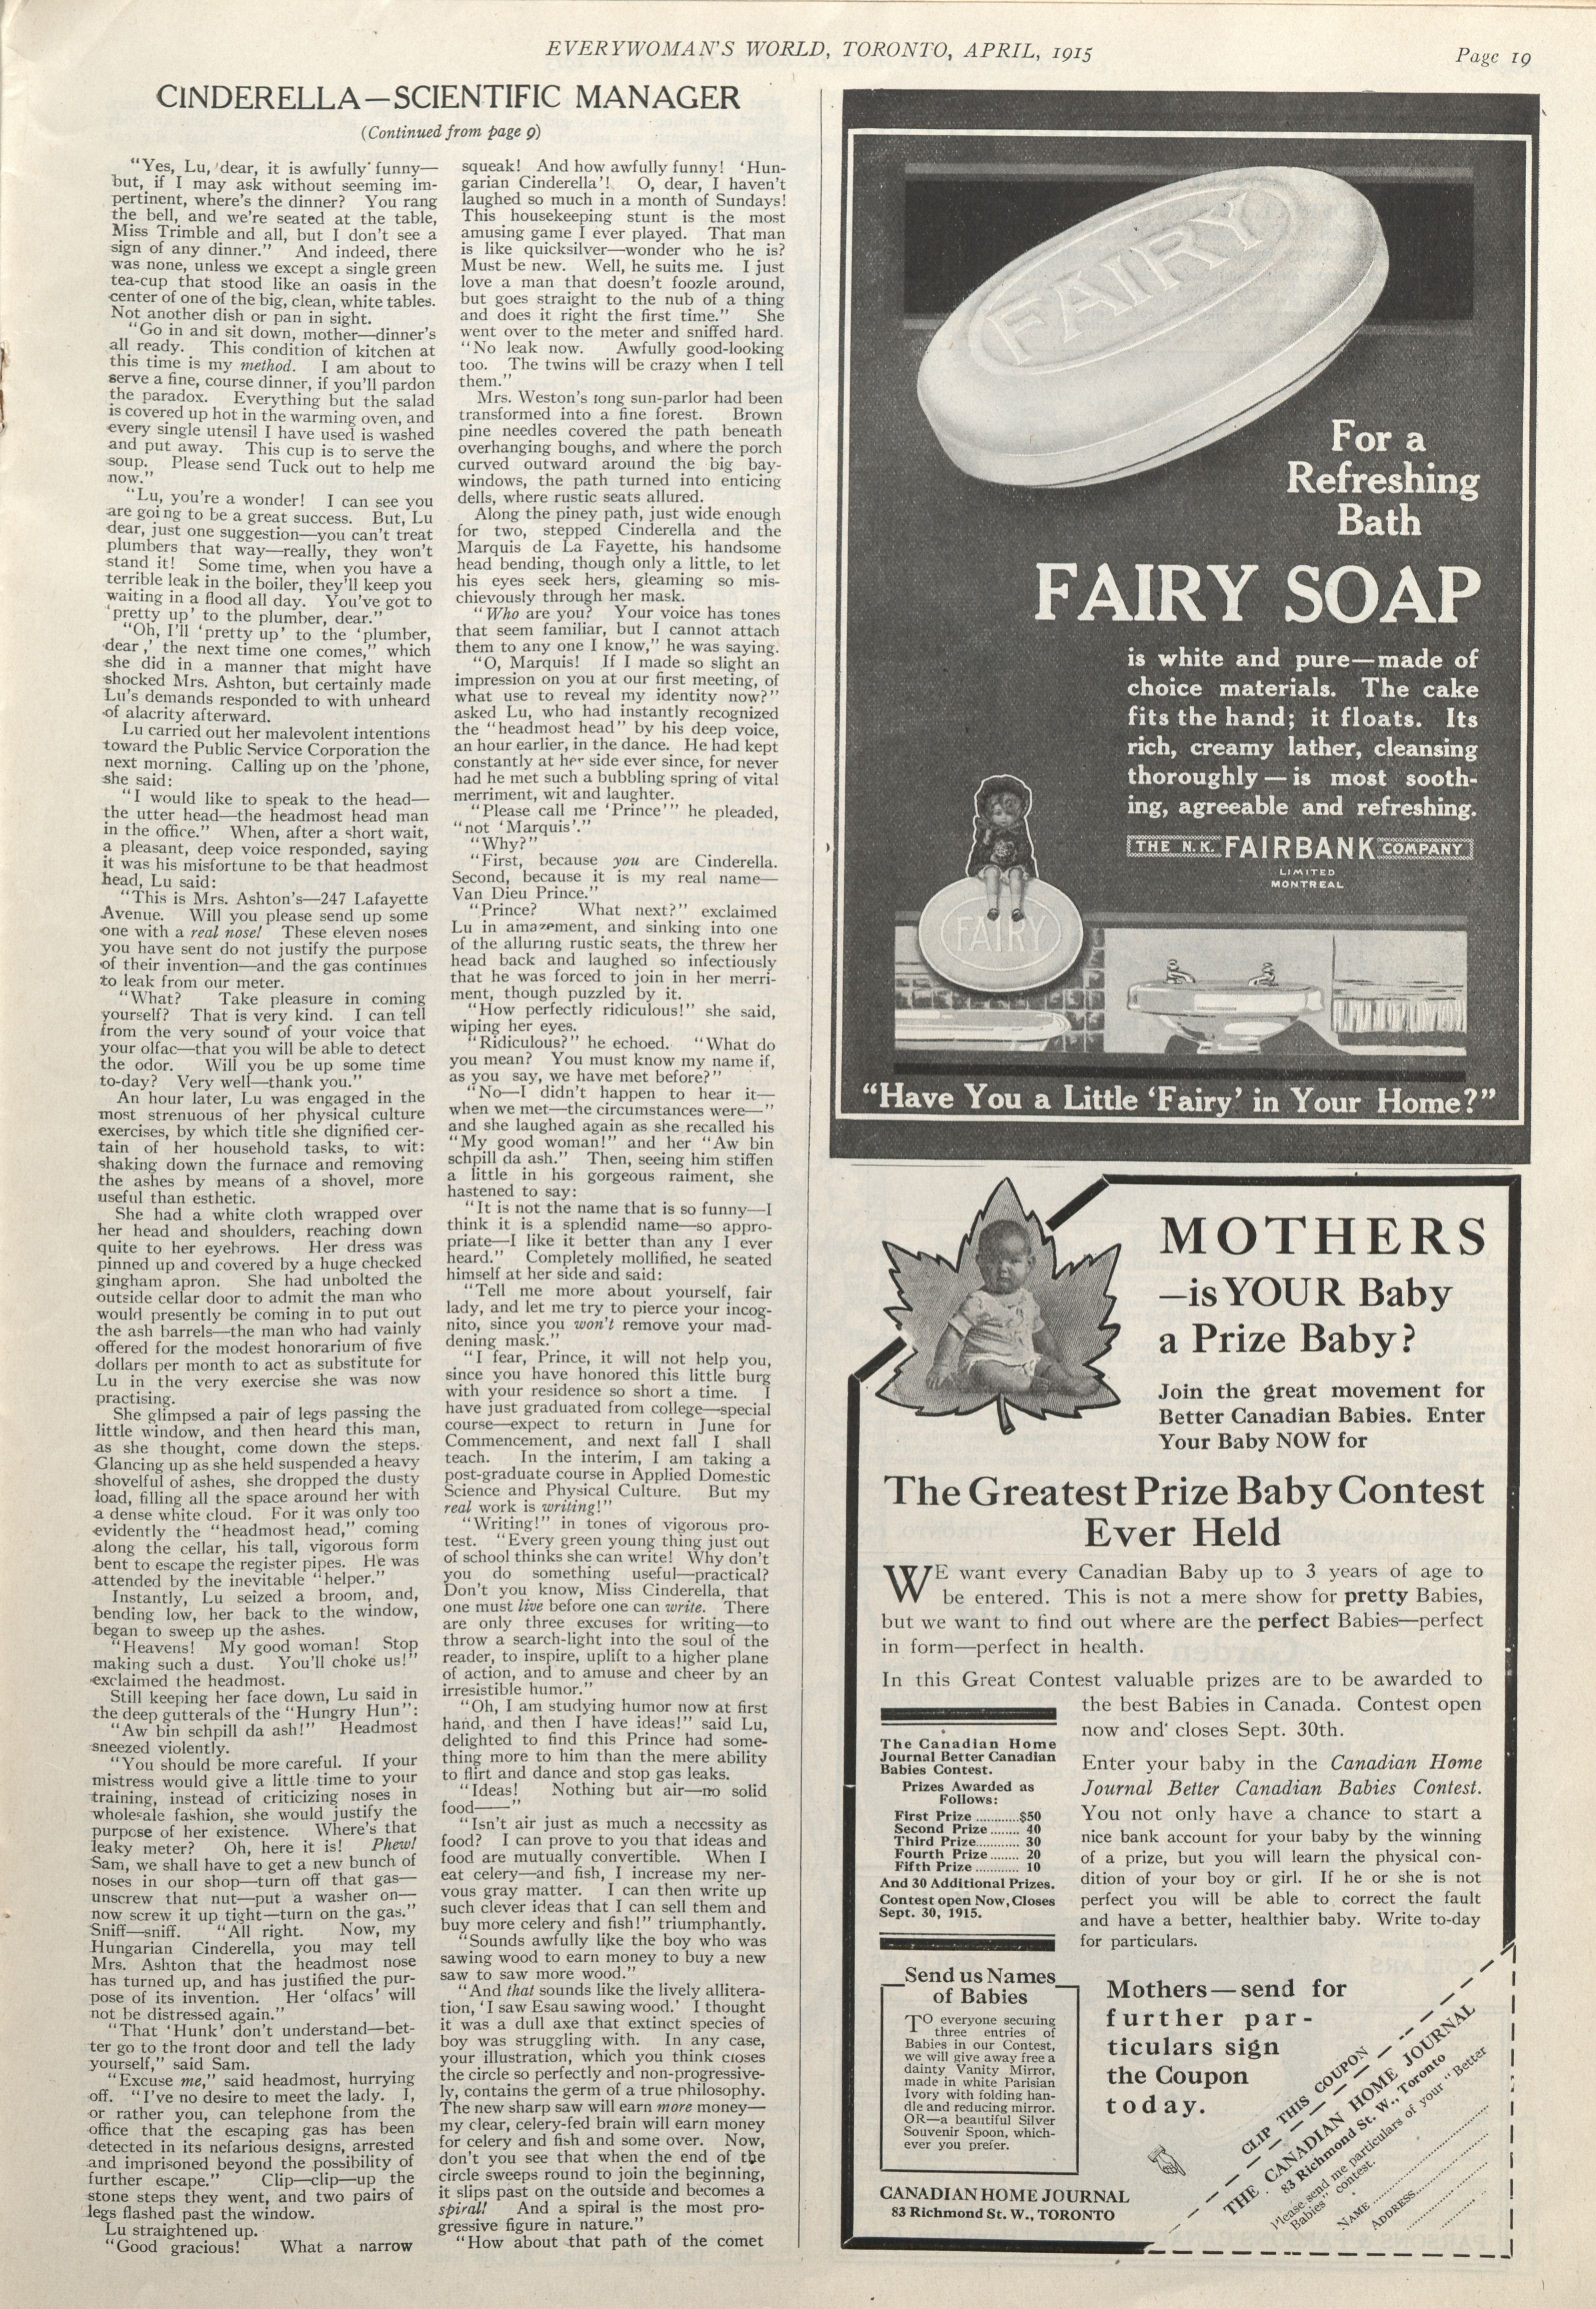 EVERYWOMAN'S WORLD, TORONTO, APRIL, 1915
Page 19
CINDERELLA—SCIENTIFIC MANAGER
(Continued from page 9)
"Yes, Lu, dear, it is awfully funny—
but, if I may ask without seeming im-
pertinent, where's the dinner? You rang
the bell, and we're seated at the table,
Miss Trimble and all, but I don't see a
sign of any dinner." And indeed, there
was none, unless we except a single green
tea-cup that stood like an oasis in the
center of one of the big, clean, white tables.
Not another dish or pan in sight.
"Go in and sit down, mother—dinner's
all ready. This condition of kitchen at
this time is my method. I am about to
serve a fine, course dinner, if you'll pardon
the paradox. Everything but the salad
is covered up hot in the warming oven, and
every single utensil I have used is washed
and put away. This cup is to serve the
soup. Please send Tuck out to help me
now."
"Lu, you're a wonder! I can see you
are going to be a great success. But, Lu
dear, just one suggestion—you can't treat
plumbers that way—really, they won't
stand it! Some time, when you have a
terrible leak in the boiler, they'll keep you
waiting in a flood all day. You've got to
'pretty up' to the plumber, dear."
"Oh, I'll 'pretty up' to the 'plumber,
dear,' the next time one comes," which
she did in a manner that might have
shocked Mrs. Ashton, but certainly made
Lu's demands responded to with unheard
of alacrity afterward.
Lu carried out her malevolent intentions
toward the Public Service Corporation the
next morning. Calling up on the 'phone,
she said:
"I would like to speak to the head—
the utter head—the headmost head man
in the office." When, after a short wait,
a pleasant, deep voice responded, saying
it was his misfortune to be that headmost
head, Lu said:
"This is Mrs. Ashton's—247 Lafayette
Avenue. Will you please send up some
one with a real nose! These eleven noses
you have sent do not justify the purpose
of their invention—and the gas continues
to leak from our meter.
"What? Take pleasure in coming
yourself? That is very kind. I can tell
from the very sound of your voice that
your olfac—that you will be able to detect
the odor. Will you be up some time
to-day? Very well—thank you."
An hour later, Lu was engaged in the
most strenuous of her physical culture
exercises, by which title she dignified cer-
tain of her household tasks, to wit:
shaking down the furnace and removing
the ashes by means of a shovel, more
useful than esthetic.
She had a white cloth wrapped over
her head and shoulders, reaching down
quite to her eyebrows. Her dress was
pinned up and covered by a huge checked
gingham apron. She had unbolted the
outside cellar door to admit the man who
would presently be coming in to put out
the ash barrels—the man who had vainly
offered for the modest honorarium of five
dollars per month to act as substitute for
Lu in the very exercise she was now
practising.
She glimpsed a pair of legs passing the
little window, and then heard this man,
as she thought, come down the steps.
Glancing up as she held suspended a heavy
shovelful of ashes, she dropped the dusty
load, filling all the space around her with
a dense white cloud. For it was only too
evidently the "headmost head," coming
along the cellar, his tall, vigorous form
bent to escape the register pipes. He was
attended by the inevitable "helper."
Instantly, Lu seized a broom, and,
bending low, her back to the window,
began to sweep up the ashes.
"Heavens! My good woman! Stop
making such a dust. You'll choke us!"
exclaimed the headmost.
Still keeping her face down, Lu said in
the deep gutterals of the "Hungry Hun":
"Aw bin schpill da ash!" Headmost
sneezed violently.
"You should be more careful. If your
mistress would give a little time to your
training, instead of criticizing noses in
wholesale fashion, she would justify the
purpose of her existence. Where's that
leaky meter? Oh, here it is! Phew!
Sam, we shall have to get a new bunch of
noses in our shop—turn off that gas—
unscrew that nut—put a washer on—
now screw it up tight—turn on the gas."
Sniff—sniff. "All right. Now, my
Hungarian Cinderella, you may tell
Mrs. Ashton that the headmost nose
has turned up, and has justified the pur-
pose of its invention. Her 'olfacs' will
not be distressed again."
"That 'Hunk' don't understand—bet-
ter go to the front door and tell the lady
yourself," said Sam.
"Excuse me," said headmost, hurrying
off. "I've no desire to meet the lady. I,
or rather you, can telephone from the
office that the escaping gas has been
detected in its nefarious designs, arrested
and imprisoned beyond the possibility of
further escape." Clip—clip—up the
stone steps they went, and two pairs of
legs flashed past the window.
Lu straightened up.
"Good gracious! What a narrow
squeak! And how awfully funny! 'Hun-
garian Cinderella'! O, dear, I haven't
laughed so much in a month of Sundays!
This housekeeping stunt is the most
amusing game I ever played. That man
is like quicksilver—wonder who he is?
Must be new. Well, he suits me. I just
love a man that doesn't foozle around,
but goes straight to the nub of a thing
and does it right the first time." She
went over to the meter and sniffed hard.
"No leak now. Awfully good-looking
too. The twins will be crazy when I tell
them."
Mrs. Weston's long sun-parlor had been
transformed into a fine forest. Brown
pine needles covered the path beneath
overhanging boughs, and where the porch
curved outward around the big bay-
windows, the path turned into enticing
dells, where rustic seats allured.
Along the piney path, just wide enough
for two, stepped Cinderella and the
Marquis de La Fayette, his handsome
head bending, though only a little, to let
his eyes seek hers, gleaming so mis-
chievously through her mask.
"Who are you? Your voice has tones
that seem familiar, but I cannot attach
them to any one I know," he was saying.
"O, Marquis! If I made so slight an
impression on you at our first meeting, of
what use to reveal my identity now?"
asked Lu, who had instantly recognized
the "headmost head" by his deep voice,
an hour earlier, in the dance. He had kept
constantly at her side ever since, for never
had he met such a bubbling spring of vital
merriment, wit and laughter.
"Please call me 'Prince'" he pleaded,
"not 'Marquis'."
"Why?"
"First, because you are Cinderella.
Second, because it is my real name—
Van Dieu Prince."
"Prince? What next?" exclaimed
Lu in amazement, and sinking into one
of the alluring rustic seats, the threw her
head back and laughed so infectiously
that he was forced to join in her merri-
ment, though puzzled by it.
"How perfectly ridiculous!" she said,
wiping her eyes.
"Ridiculous?" he echoed. "What do
you mean? You must know my name if,
as you say, we have met before?"
"No—I didn't happen to hear it—
when we met—the circumstances were—"
and she laughed again as she recalled his
"My good woman!" and her "Aw bin
schpill da ash." Then, seeing him stiffen
a little in his gorgeous raiment, she
hastened to say:
"It is not the name that is so funny—I
think it is a splendid name—so appro-
priate—I like it better than any I ever
heard." Completely mollified, he seated
himself at her side and said:
"Tell me more about yourself, fair
lady, and let me try to pierce your incog-
nito, since you won't remove your mad-
dening mask."
"I fear, Prince, it will not help you,
since you have honored this little burg
with your residence so short a time. I
have just graduated from college—special
course—expect to return in June for
Commencement, and next fall I shall
teach. In the interim, I am taking a
post-graduate course in Applied Domestic
Science and Physical Culture. But my
real work is writing!"
"Writing!" in tones of vigorous pro-
test. "Every green young thing just out
of school thinks she can write! Why don't
you do something useful—practical?
Don't you know, Miss Cinderella, that
one must live before one can write. There
are only three excuses for writing—to
throw a search-light into the soul of the
reader, to inspire, uplift to a higher plane
of action, and to amuse and cheer by an
irresistible humor."
"Oh, I am studying humor now at first
hand, and then I have ideas!" said Lu,
delighted to find this Prince had some-
thing more to him than the mere ability
to flirt and dance and stop gas leaks.
"Ideas! Nothing but air—no solid
food——"
"Isn't air just as much a necessity as
food? I can prove to you that ideas and
food are mutually convertible. When I
eat celery—and fish, I increase my ner-
vous gray matter. I can then write up
such clever ideas that I can sell them and
buy more celery and fish!" triumphantly.
"Sounds awfully like the boy who was
sawing wood to earn money to buy a new
saw to saw more wood."
"And that sounds like the lively allitera-
tion, 'I saw Esau sawing wood.' I thought
it was a dull axe that extinct species of
boy was struggling with. In any case,
your illustration, which you think closes
the circle so perfectly and non-progressive-
ly, contains the germ of a true philosophy.
The new sharp saw will earn more money—
my clear, celery-fed brain will earn money
for celery and fish and some over. Now,
don't you see that when the end of the
circle sweeps round to join the beginning,
it slips past on the outside and becomes a
spiral! And a spiral is the most pro-
gressive figure in nature."
"How about that path of the comet
FAIRY
For a
Refreshing
Bath
FAIRY SOAP
is white and pure—made of
choice materials. The cake
fits the hand; it floats. Its
rich, creamy lather, cleansing
thoroughly—is most sooth-
ing, agreeable and refreshing.
THE N.K. FAIRBANK COMPANY
LIMITED
MONTREAL
FAIRY
"Have You a Little 'Fairy' in Your Home?"
MOTHERS
—is YOUR Baby
a Prize Baby?
Join the great movement for
Better Canadian Babies. Enter
Your Baby NOW for
The Greatest Prize Baby Contest
Ever Held
WE want every Canadian Baby up to 3 years of age to
be entered. This is not a mere show for pretty Babies,
but we want to find out where are the perfect Babies—perfect
in form—perfect in health.
In this Great Contest valuable prizes are to be awarded to
the best Babies in Canada. Contest open
now and closes Sept. 30th.
Enter your baby in the Canadian Home
Journal Better Canadian Babies Contest.
You not only have a chance to start a
nice bank account for your baby by the winning
of a prize, but you will learn the physical con-
dition of your boy or girl. If he or she is not
perfect you will be able to correct the fault
and have a better, healthier baby. Write to-day
for particulars.
The Canadian Home
Journal Better Canadian
Babies Contest.
Prizes Awarded as
Follows:
First Prize ..........$50
Second Prize ........ 40
Third Prize........... 30
Fourth Prize........ 20
Fifth Prize ........... 10
And 30 Additional Prizes.
Contest open Now, Closes
Sept. 30, 1915.
Send us Names
of Babies
TO everyone securing
three entries of
Babies in our Contest,
we will give away free a
dainty Vanity Mirror,
made in white Parisian
Ivory with folding han-
dle and reducing mirror.
OR—a beautiful Silver
Souvenir Spoon, which-
ever you prefer.
CANADIAN HOME JOURNAL
83 Richmond St. W., TORONTO
Mothers—send for
further par-
ticulars sign
the Coupon
today.
CLIP THIS COUPON
THE CANADIAN HOME JOURNAL
83 Richmond St. W., Toronto
Please send me particulars of your "Better
Babies" contest.
NAME
ADDRESS